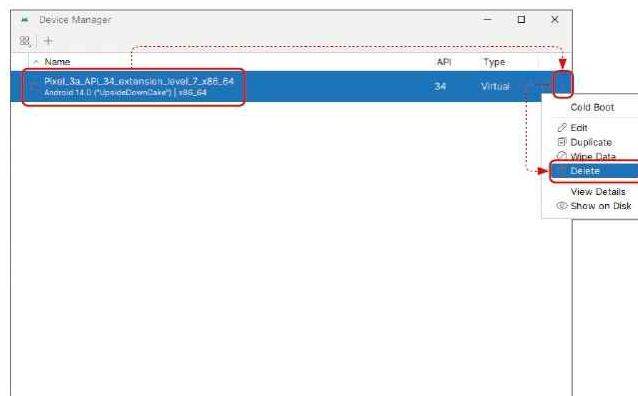 Device Manager
Name API Type
Pixel_3a_API_34_extension_level_7_x86_64 34 Virtual
Android 14.0 ("UpsideDownCake") | x86_64
Cold Boot
Edit
Duplicate
Wipe Data
Delete
View Details
Show on Disk